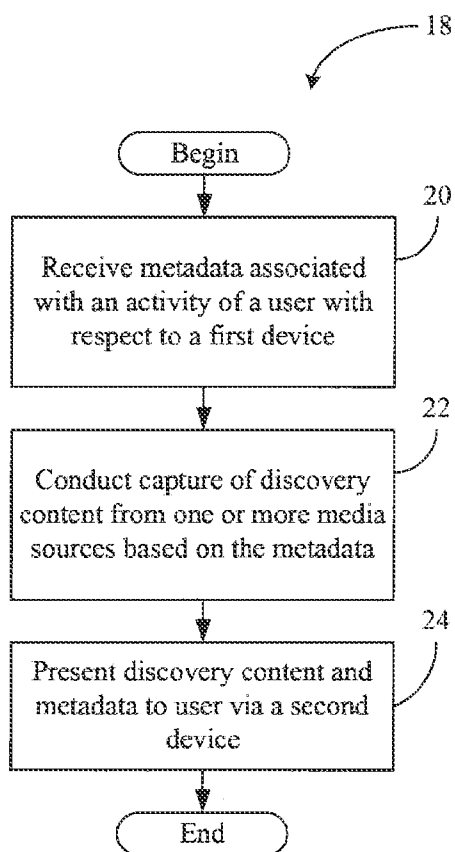 18
Begin
20
Receive metadata associated
with an activity of a user with
respect to a first device
22
Conduct capture of discovery
content from one or more media
sources based on the metadata
24
Present discovery content and
metadata to user via a second
device
End